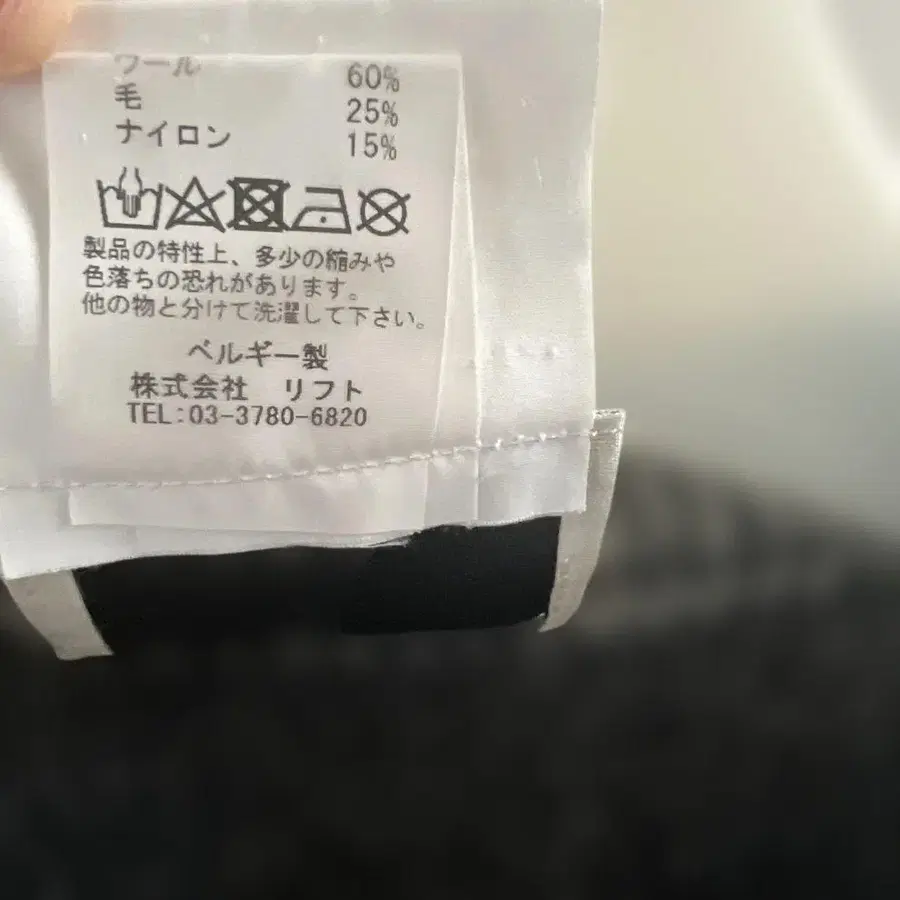 ウール 60%
毛 25%
ナイロン 15%
製品の特性上、多少の縮みや
色落ちの恐れがあります。
他の物と分けて洗濯して下さい。
ベルギー製
株式会社 リフト
TEL:03-3780-6820